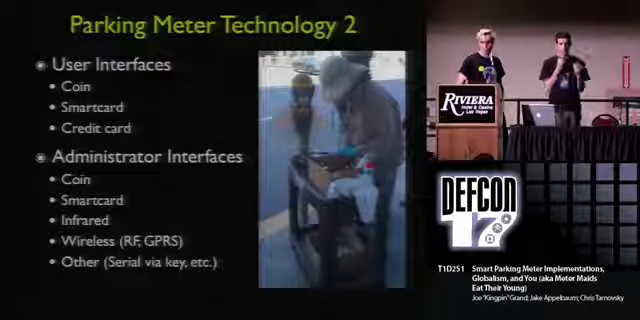 Parking Meter Technology 2
User Interfaces
Coin
Smartcard
Credit card
Administrator Interfaces
Coin
Smartcard
Infrared
Wireless (RF, GPRS)
Other (Serial via key, etc.)
RIVIERA
Hotel & Casino
Las Vegas
DEFCON
17
T1D2S1 Smart Parking Meter Implementations,
Globalism, and You (aka Meter Maids
Eat Their Young)
Joe "Kingpin" Grand; Jake Appelbaum; Chris Tarnovsky